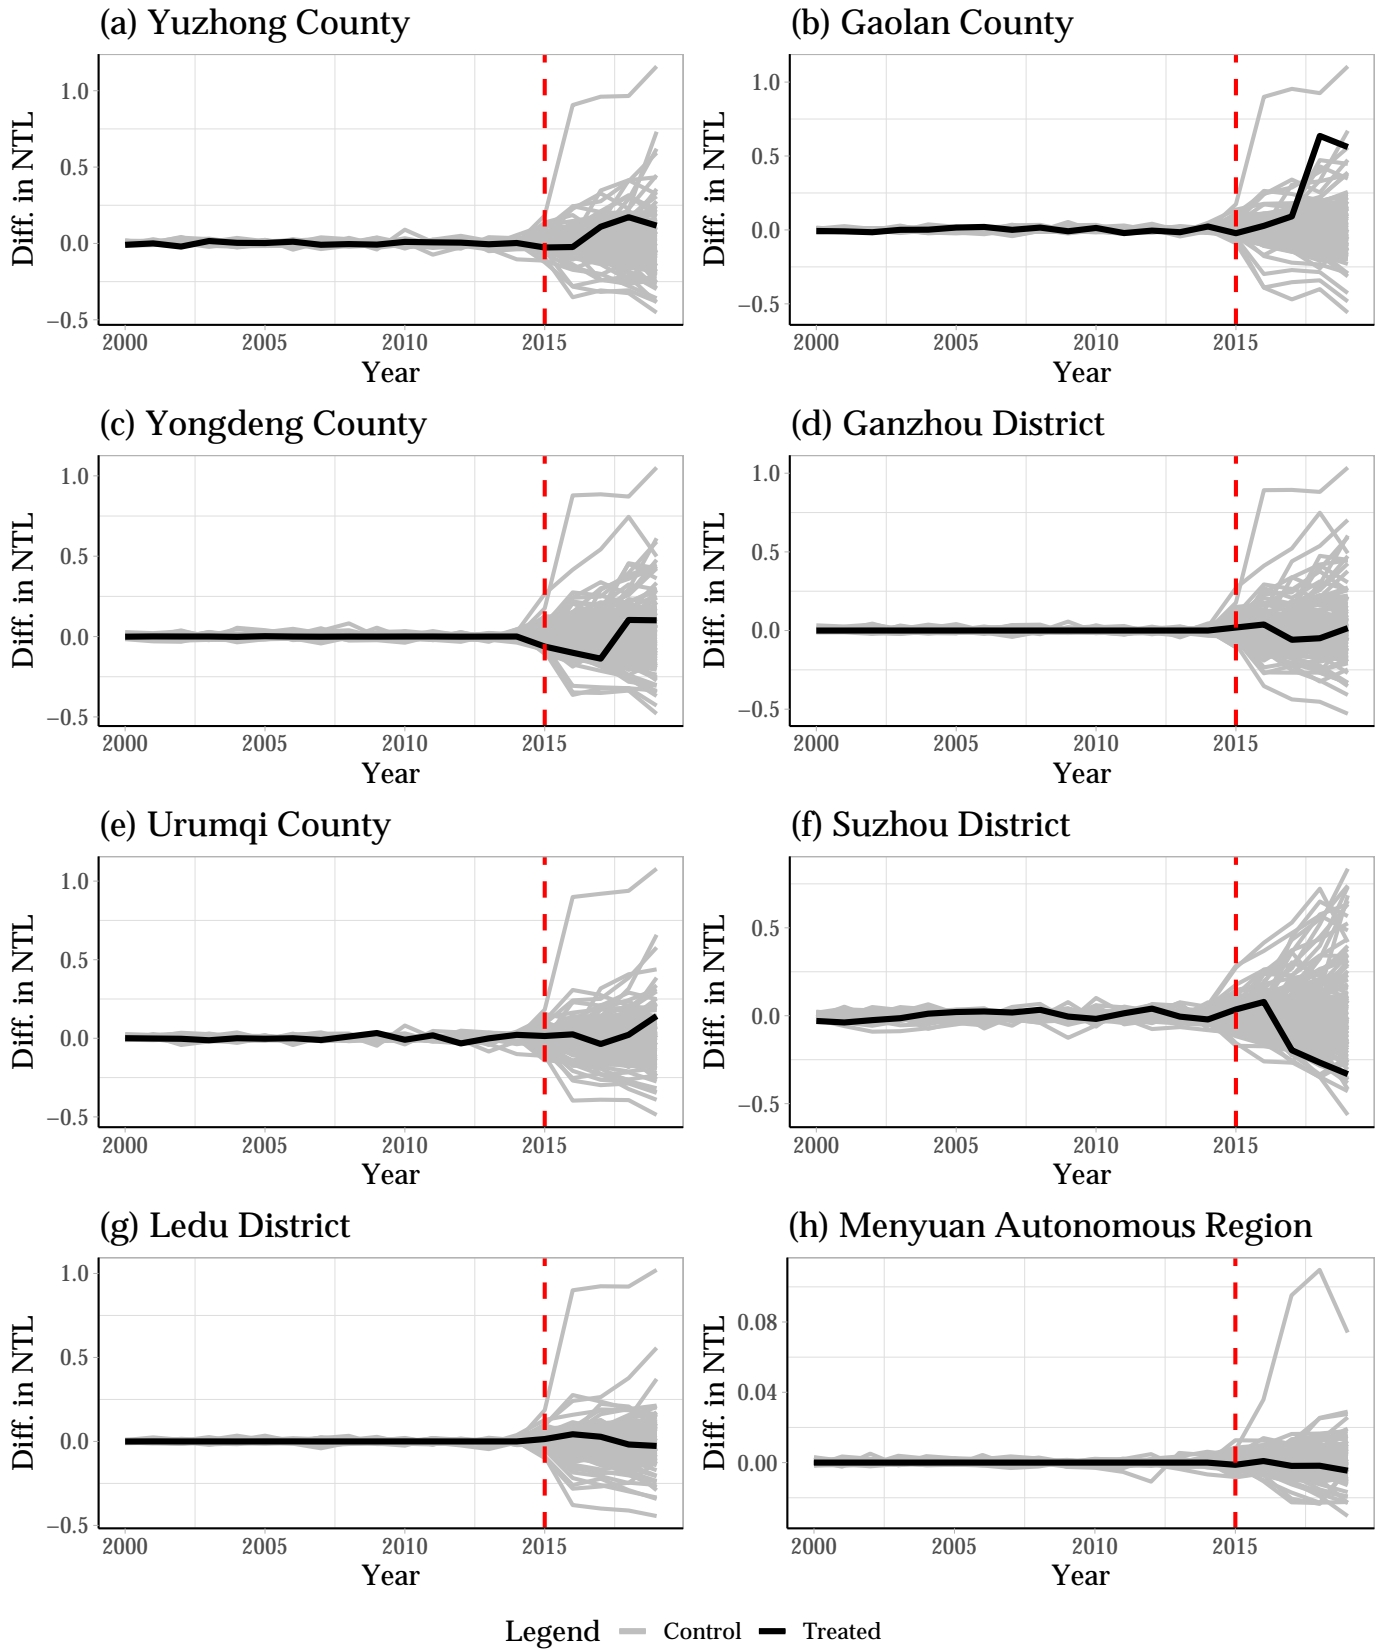 (a) Yuzhong County
Diff. in NTL
1.0
0.5
0.0
−0.5
2000 2005 2010 2015
Year
(b) Gaolan County
Diff. in NTL
1.0
0.5
0.0
−0.5
2000 2005 2010 2015
Year
(c) Yongdeng County
Diff. in NTL
1.0
0.5
0.0
−0.5
2000 2005 2010 2015
Year
(d) Ganzhou District
Diff. in NTL
1.0
0.5
0.0
−0.5
2000 2005 2010 2015
Year
(e) Urumqi County
Diff. in NTL
1.0
0.5
0.0
−0.5
2000 2005 2010 2015
Year
(f) Suzhou District
Diff. in NTL
0.5
0.0
−0.5
2000 2005 2010 2015
Year
(g) Ledu District
Diff. in NTL
1.0
0.5
0.0
−0.5
2000 2005 2010 2015
Year
(h) Menyuan Autonomous Region
Diff. in NTL
0.08
0.04
0.00
2000 2005 2010 2015
Year
Legend Control Treated